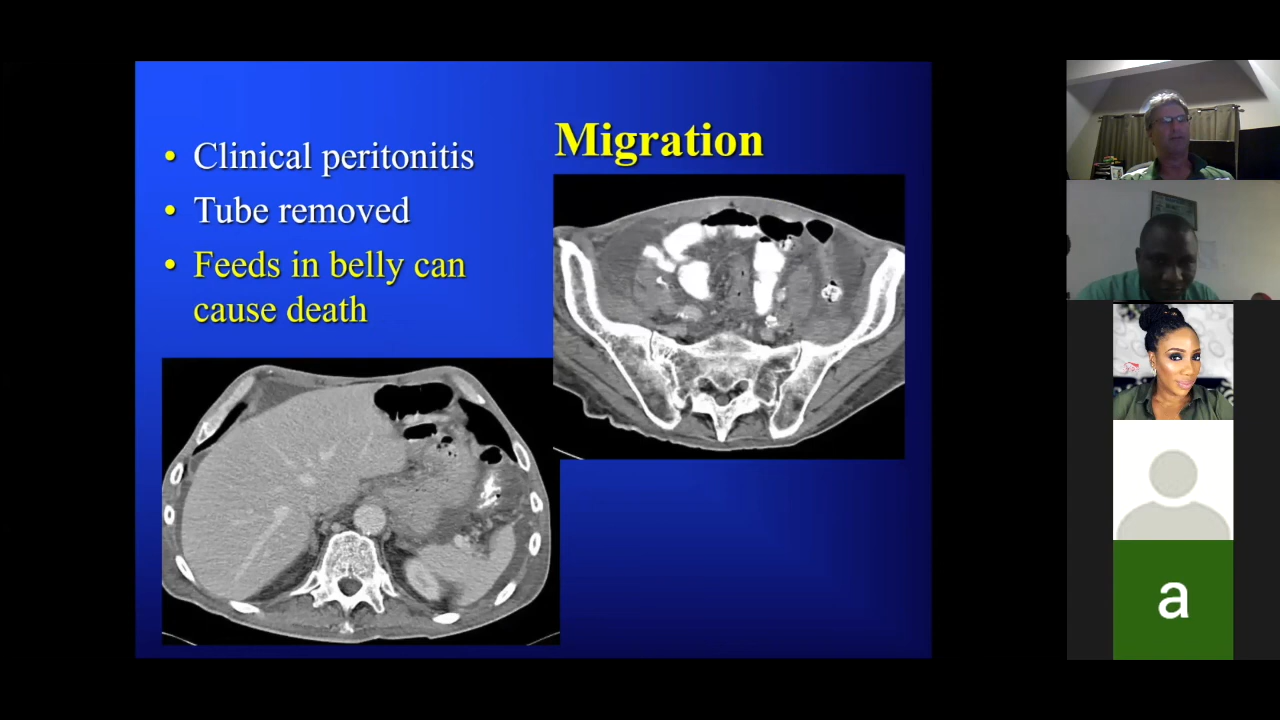 Migration
• Clinical peritonitis
• Tube removed
• Feeds in belly can
cause death
a